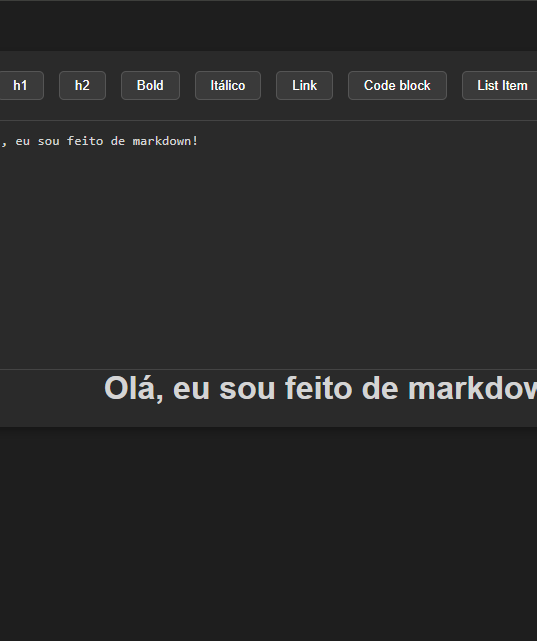 h1 h2 Bold Itálico Link Code block List Item
, eu sou feito de markdown!
Olá, eu sou feito de markdow